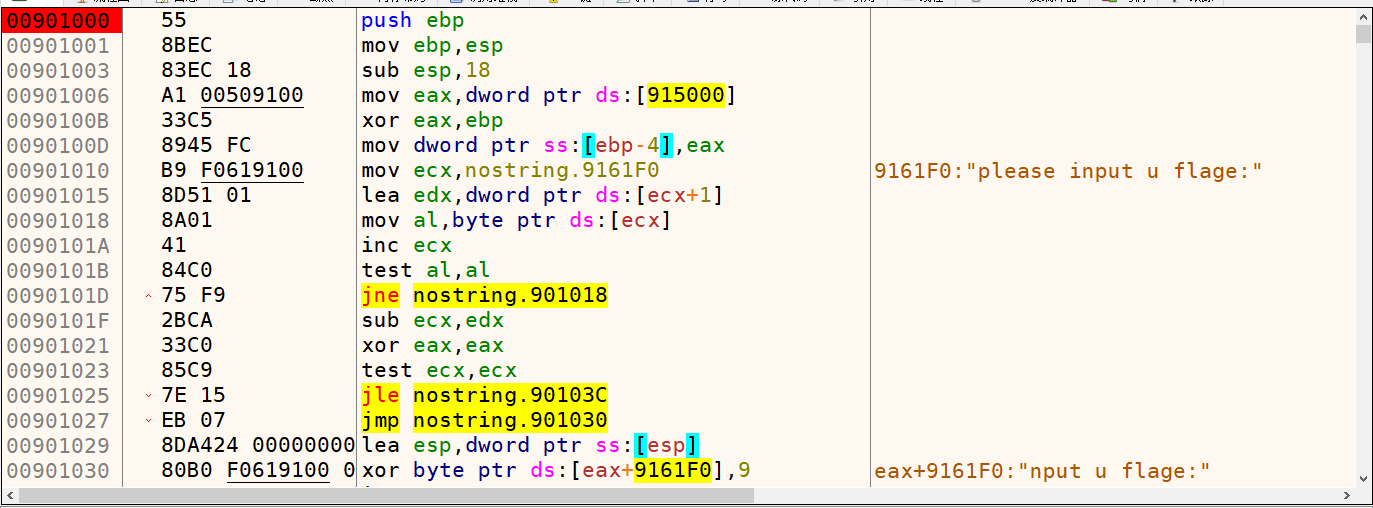 00901000 55 push ebp
00901001 8BEC mov ebp,esp
00901003 83EC 18 sub esp,18
00901006 A1 00509100 mov eax,dword ptr ds:[915000]
0090100B 33C5 xor eax,ebp
0090100D 8945 FC mov dword ptr ss:[ebp-4],eax
00901010 B9 F0619100 mov ecx,nostring.9161F0 9161F0:"please input u flage:"
00901015 8D51 01 lea edx,dword ptr ds:[ecx+1]
00901018 8A01 mov al,byte ptr ds:[ecx]
0090101A 41 inc ecx
0090101B 84C0 test al,al
0090101D 75 F9 jne nostring.901018
0090101F 2BCA sub ecx,edx
00901021 33C0 xor eax,eax
00901023 85C9 test ecx,ecx
00901025 7E 15 jle nostring.90103C
00901027 EB 07 jmp nostring.901030
00901029 8DA424 00000000 lea esp,dword ptr ss:[esp]
00901030 80B0 F0619100 0 xor byte ptr ds:[eax+9161F0],9 eax+9161F0:"nput u flage:"